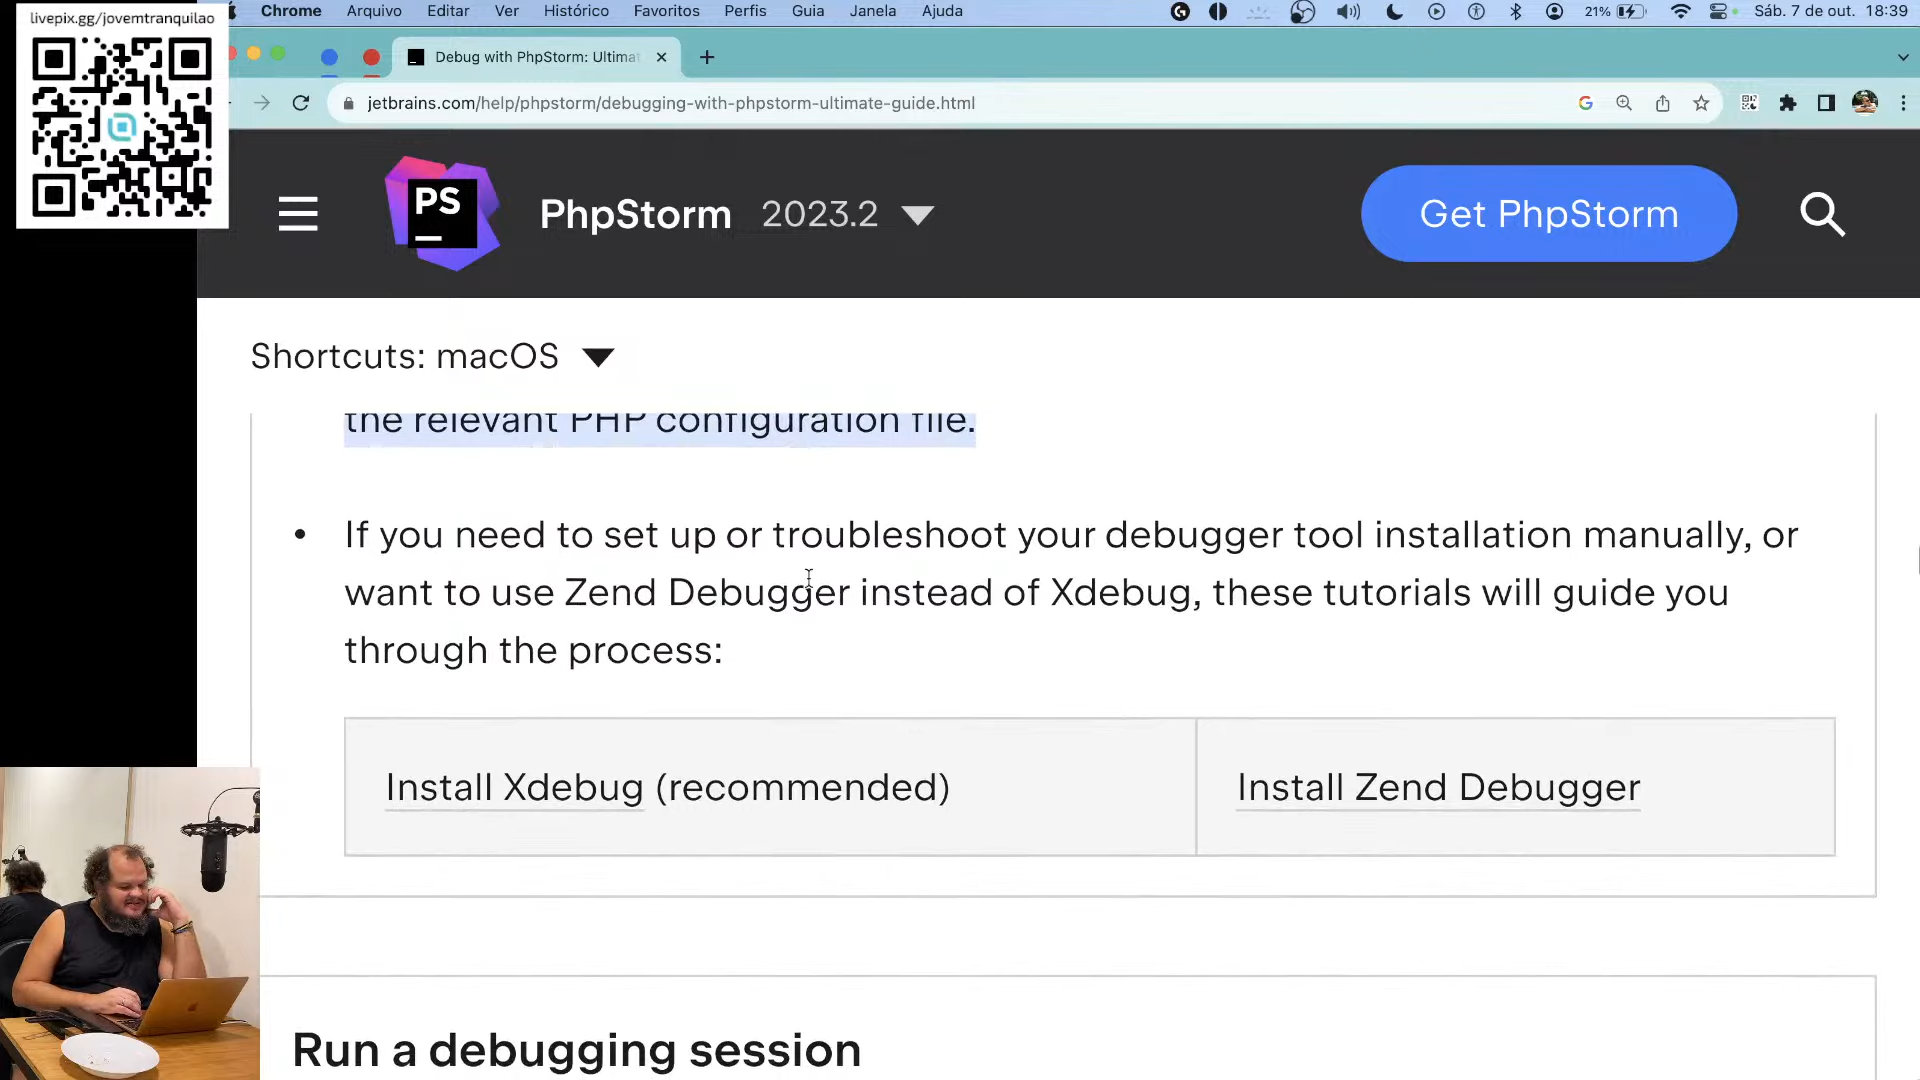 livepix.gg/jovemtranquilao
Chrome Arquivo Editar Ver Histórico Favoritos Perfis Guia Janela Ajuda
21% Sáb. 7 de out. 18:39
Debug with PhpStorm: Ultima
jetbrains.com/help/phpstorm/debugging-with-phpstorm-ultimate-guide.html
PS
PhpStorm 2023.2
Get PhpStorm
Shortcuts: macOS
the relevant PHP configuration file.
• If you need to set up or troubleshoot your debugger tool installation manually, or
want to use Zend Debugger instead of Xdebug, these tutorials will guide you
through the process:
Install Xdebug (recommended)
Install Zend Debugger
Run a debugging session